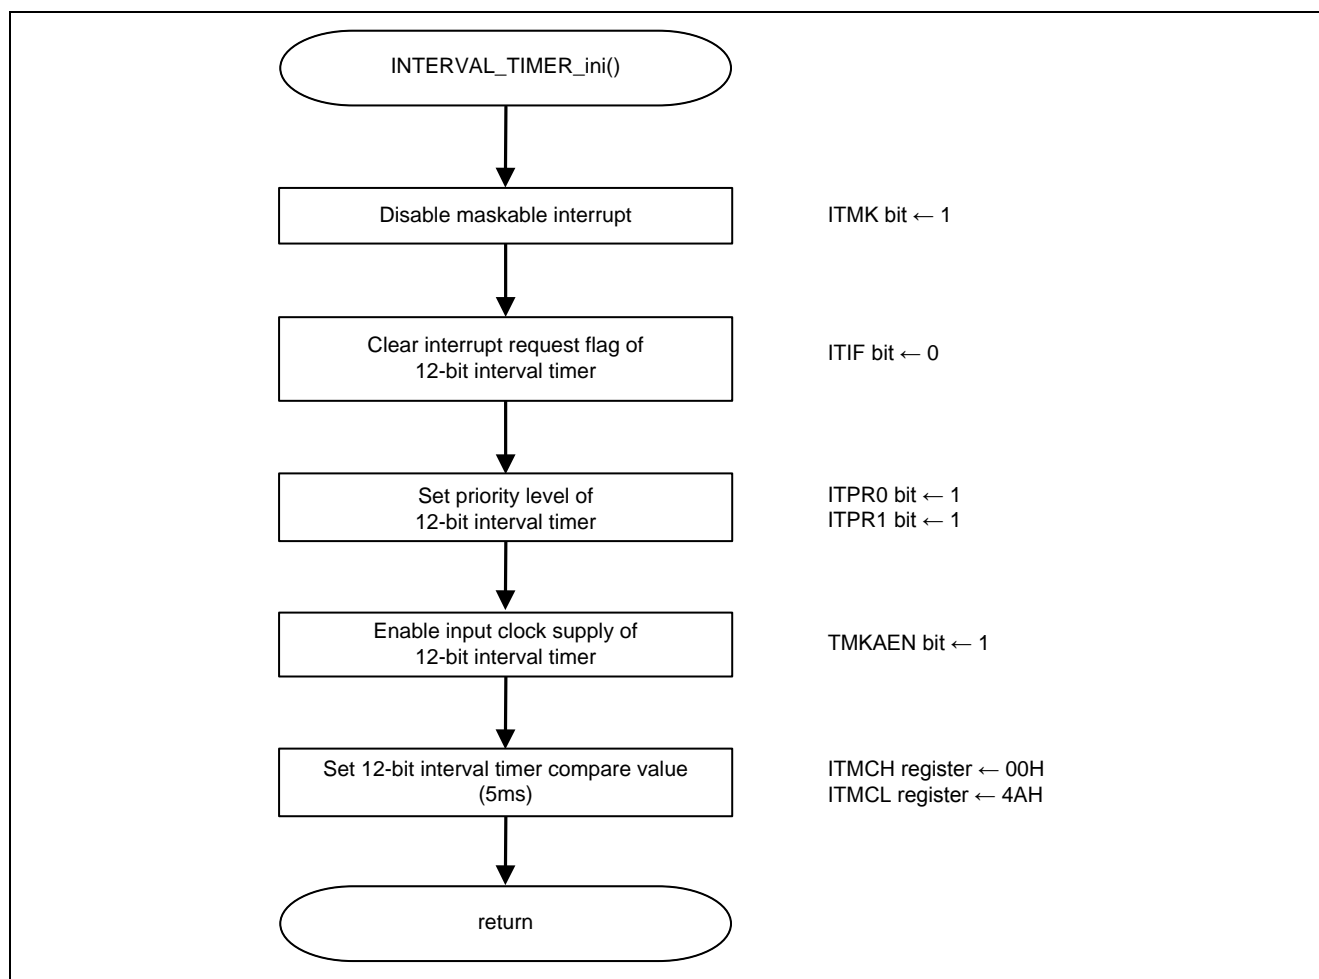 INTERVAL_TIMER_ini()
Disable maskable interrupt
ITMK bit ← 1
Clear interrupt request flag of
12-bit interval timer
ITIF bit ← 0
Set priority level of
12-bit interval timer
ITPR0 bit ← 1
ITPR1 bit ← 1
Enable input clock supply of
12-bit interval timer
TMKAEN bit ← 1
Set 12-bit interval timer compare value
(5ms)
ITMCH register ← 00H
ITMCL register ← 4AH
return